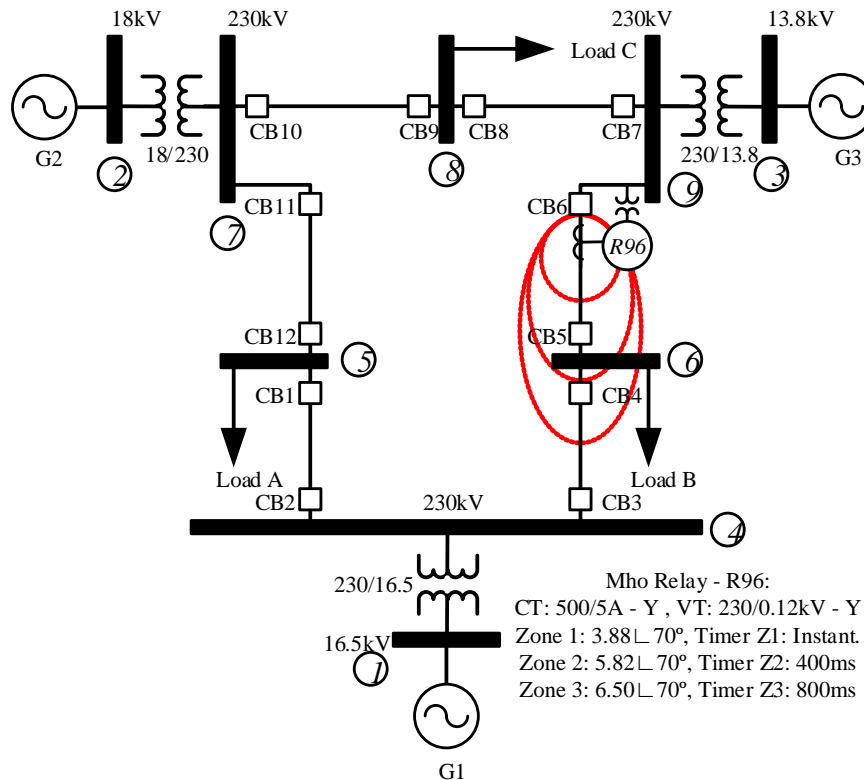 18kV
230kV
230kV
13.8kV
Load C
CB10
CB9
CB8
CB7
G2
18/230
230/13.8
G3
2
8
3
9
7
CB11
CB6
R96
CB12
CB5
5
6
CB1
CB4
Load A
Load B
CB2
230kV
CB3
4
230/16.5
Mho Relay - R96:
CT: 500/5A - Y , VT: 230/0.12kV - Y
16.5kV
Zone 1: 3.88∟70º, Timer Z1: Instant.
1
Zone 2: 5.82∟70º, Timer Z2: 400ms
Zone 3: 6.50∟70º, Timer Z3: 800ms
G1